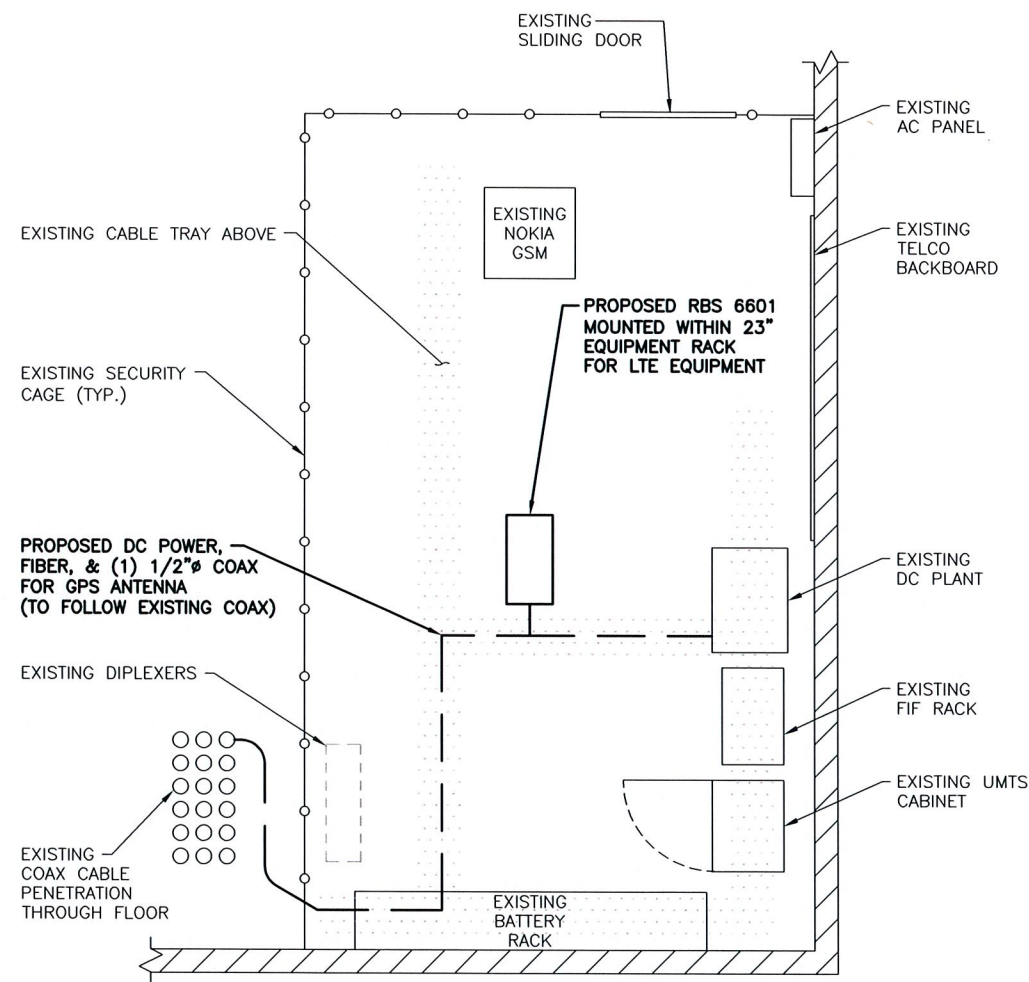 EXISTING
SLIDING DOOR
EXISTING
AC PANEL
EXISTING CABLE TRAY ABOVE
EXISTING
NOKIA
GSM
EXISTING
TELCO
BACKBOARD
PROPOSED RBS 6601
MOUNTED WITHIN 23"
EQUIPMENT RACK
FOR LTE EQUIPMENT
EXISTING SECURITY
CAGE (TYP.)
PROPOSED DC POWER,
FIBER, & (1) 1/2"ø COAX
FOR GPS ANTENNA
(TO FOLLOW EXISTING COAX)
EXISTING
DC PLANT
EXISTING DIPLEXERS
EXISTING
FIF RACK
EXISTING UMTS
CABINET
EXISTING
COAX CABLE
PENETRATION
THROUGH FLOOR
EXISTING
BATTERY
RACK